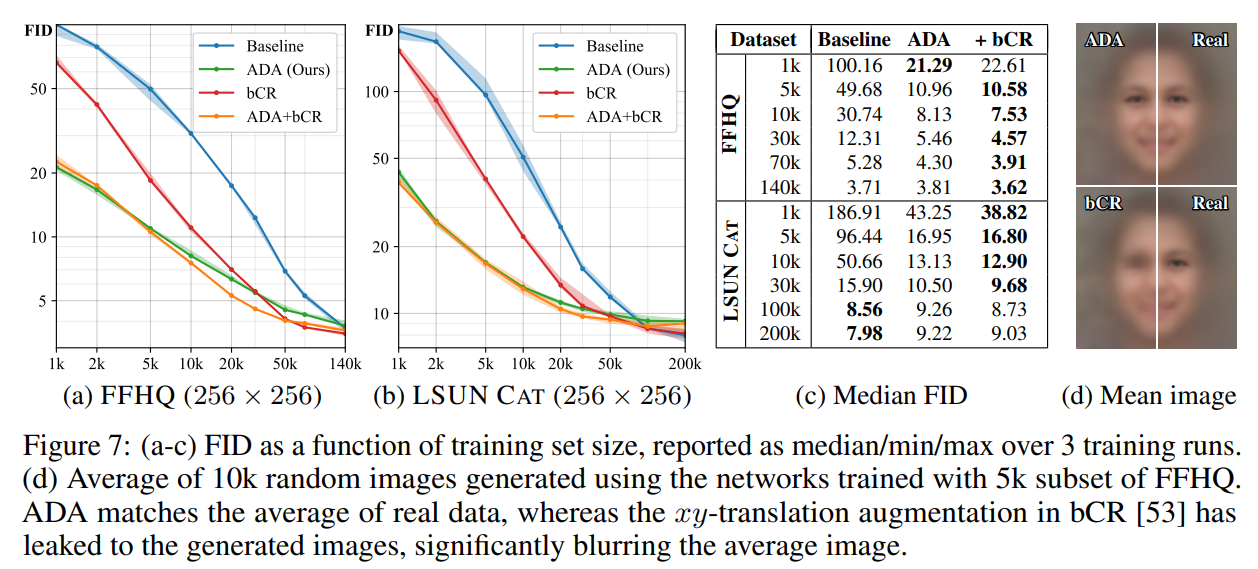 FID
50
20
10
5
1k 2k 5k 10k 20k 50k 140k
Baseline
ADA (Ours)
bCR
ADA+bCR
(a) FFHQ (256 × 256)
FID
100
50
20
10
1k 2k 5k 10k 20k 50k 200k
Baseline
ADA (Ours)
bCR
ADA+bCR
(b) LSUN CAT (256 × 256)
Dataset Baseline ADA + bCR
FFHQ
1k 100.16 21.29 22.61
5k 49.68 10.96 10.58
10k 30.74 8.13 7.53
30k 12.31 5.46 4.57
70k 5.28 4.30 3.91
140k 3.71 3.81 3.62
LSUN CAT
1k 186.91 43.25 38.82
5k 96.44 16.95 16.80
10k 50.66 13.13 12.90
30k 15.90 10.50 9.68
100k 8.56 9.26 8.73
200k 7.98 9.22 9.03
(c) Median FID
ADA Real
bCR Real
(d) Mean image
Figure 7: (a-c) FID as a function of training set size, reported as median/min/max over 3 training runs.
(d) Average of 10k random images generated using the networks trained with 5k subset of FFHQ.
ADA matches the average of real data, whereas the xy-translation augmentation in bCR [53] has
leaked to the generated images, significantly blurring the average image.